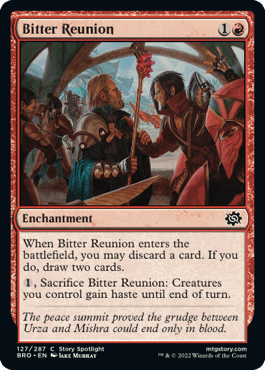 Bitter Reunion 1
Enchantment
When Bitter Reunion enters the
battlefield, you may discard a card. If you
do, draw two cards.
1, Sacrifice Bitter Reunion: Creatures
you control gain haste until end of turn.
The peace summit proved the grudge between
Urza and Mishra could end only in blood.
127/287 C Story Spotlight
mtgstory.com
BRO • EN Jake Murray
™ & © 2022 Wizards of the Coast